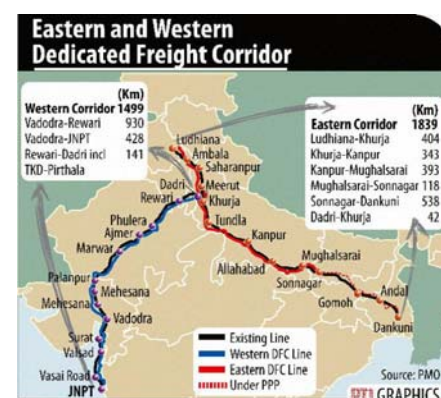 Eastern and Western
Dedicated Freight Corridor
(Km)
Western Corridor 1499
Vadodra-Rewari 930
Vadodra-JNPT 428
Rewari-Dadri incl 141
TKD-Pirthala
(Km)
Eastern Corridor 1839
Ludhiana-Khurja 404
Khurja-Kanpur 343
Kanpur-Mughalsarai 393
Mughalsarai-Sonnagar 118
Sonnagar-Dankuni 538
Dadri-Khurja 42
Ludhiana
Ambala
Saharanpur
Meerut
Dadri
Khurja
Rewari
Tundla
Phulera
Ajmer
Kanpur
Marwar
Mughalsarai
Allahabad
Palanpur
Sonnagar
Andal
Mehesana
Mehesana
Gomoh
Vadodra
Dankuni
Surat
Valsad
Vasai Road
JNPT
Existing Line
Western DFC Line
Eastern DFC Line
Under PPP
Source: PMO
PTI GRAPHICS